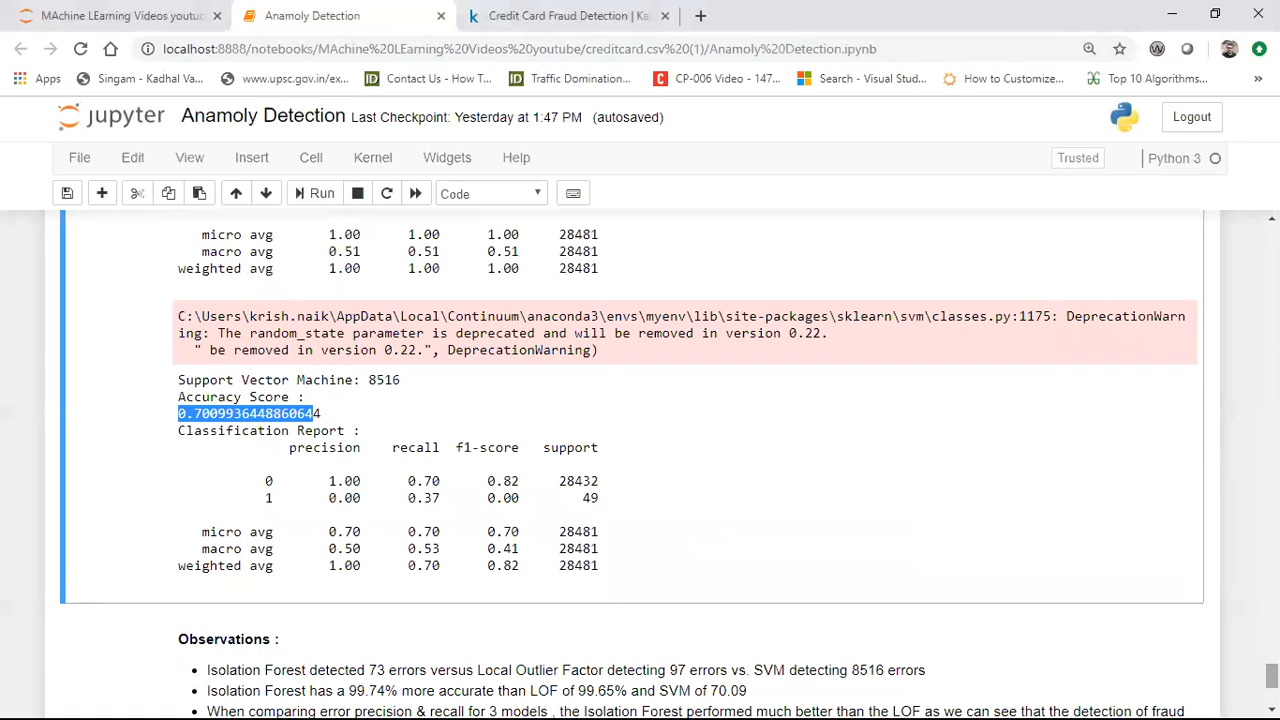 MAchine LEarning Videos youtu
Anamoly Detection
Credit Card Fraud Detection | Ka
localhost:8888/notebooks/MAchine%20LEarning%20Videos%20youtube/creditcard.csv%20(1)/Anamoly%20Detection.ipynb
Apps
Singam - Kadhal Va...
www.upsc.gov.in/ex...
ID Contact Us - How T...
ID Traffic Domination...
C CP-006 Video - 147...
Search - Visual Stud...
How to Customize...
Top 10 Algorithms...
»
jupyter Anamoly Detection Last Checkpoint: Yesterday at 1:47 PM (autosaved)
Logout
File Edit View Insert Cell Kernel Widgets Help
Trusted
Python 3
Run
Code
micro avg 1.00 1.00 1.00 28481
macro avg 0.51 0.51 0.51 28481
weighted avg 1.00 1.00 1.00 28481
C:\Users\krish.naik\AppData\Local\Continuum\anaconda3\envs\myenv\lib\site-packages\sklearn\svm\classes.py:1175: DeprecationWarn
ing: The random_state parameter is deprecated and will be removed in version 0.22.
" be removed in version 0.22.", DeprecationWarning)
Support Vector Machine: 8516
Accuracy Score :
0.7009936448860644
Classification Report :
precision recall f1-score support
0 1.00 0.70 0.82 28432
1 0.00 0.37 0.00 49
micro avg 0.70 0.70 0.70 28481
macro avg 0.50 0.53 0.41 28481
weighted avg 1.00 0.70 0.82 28481
Observations :
• Isolation Forest detected 73 errors versus Local Outlier Factor detecting 97 errors vs. SVM detecting 8516 errors
• Isolation Forest has a 99.74% more accurate than LOF of 99.65% and SVM of 70.09
• When comparing error precision & recall for 3 models , the Isolation Forest performed much better than the LOF as we can see that the detection of fraud